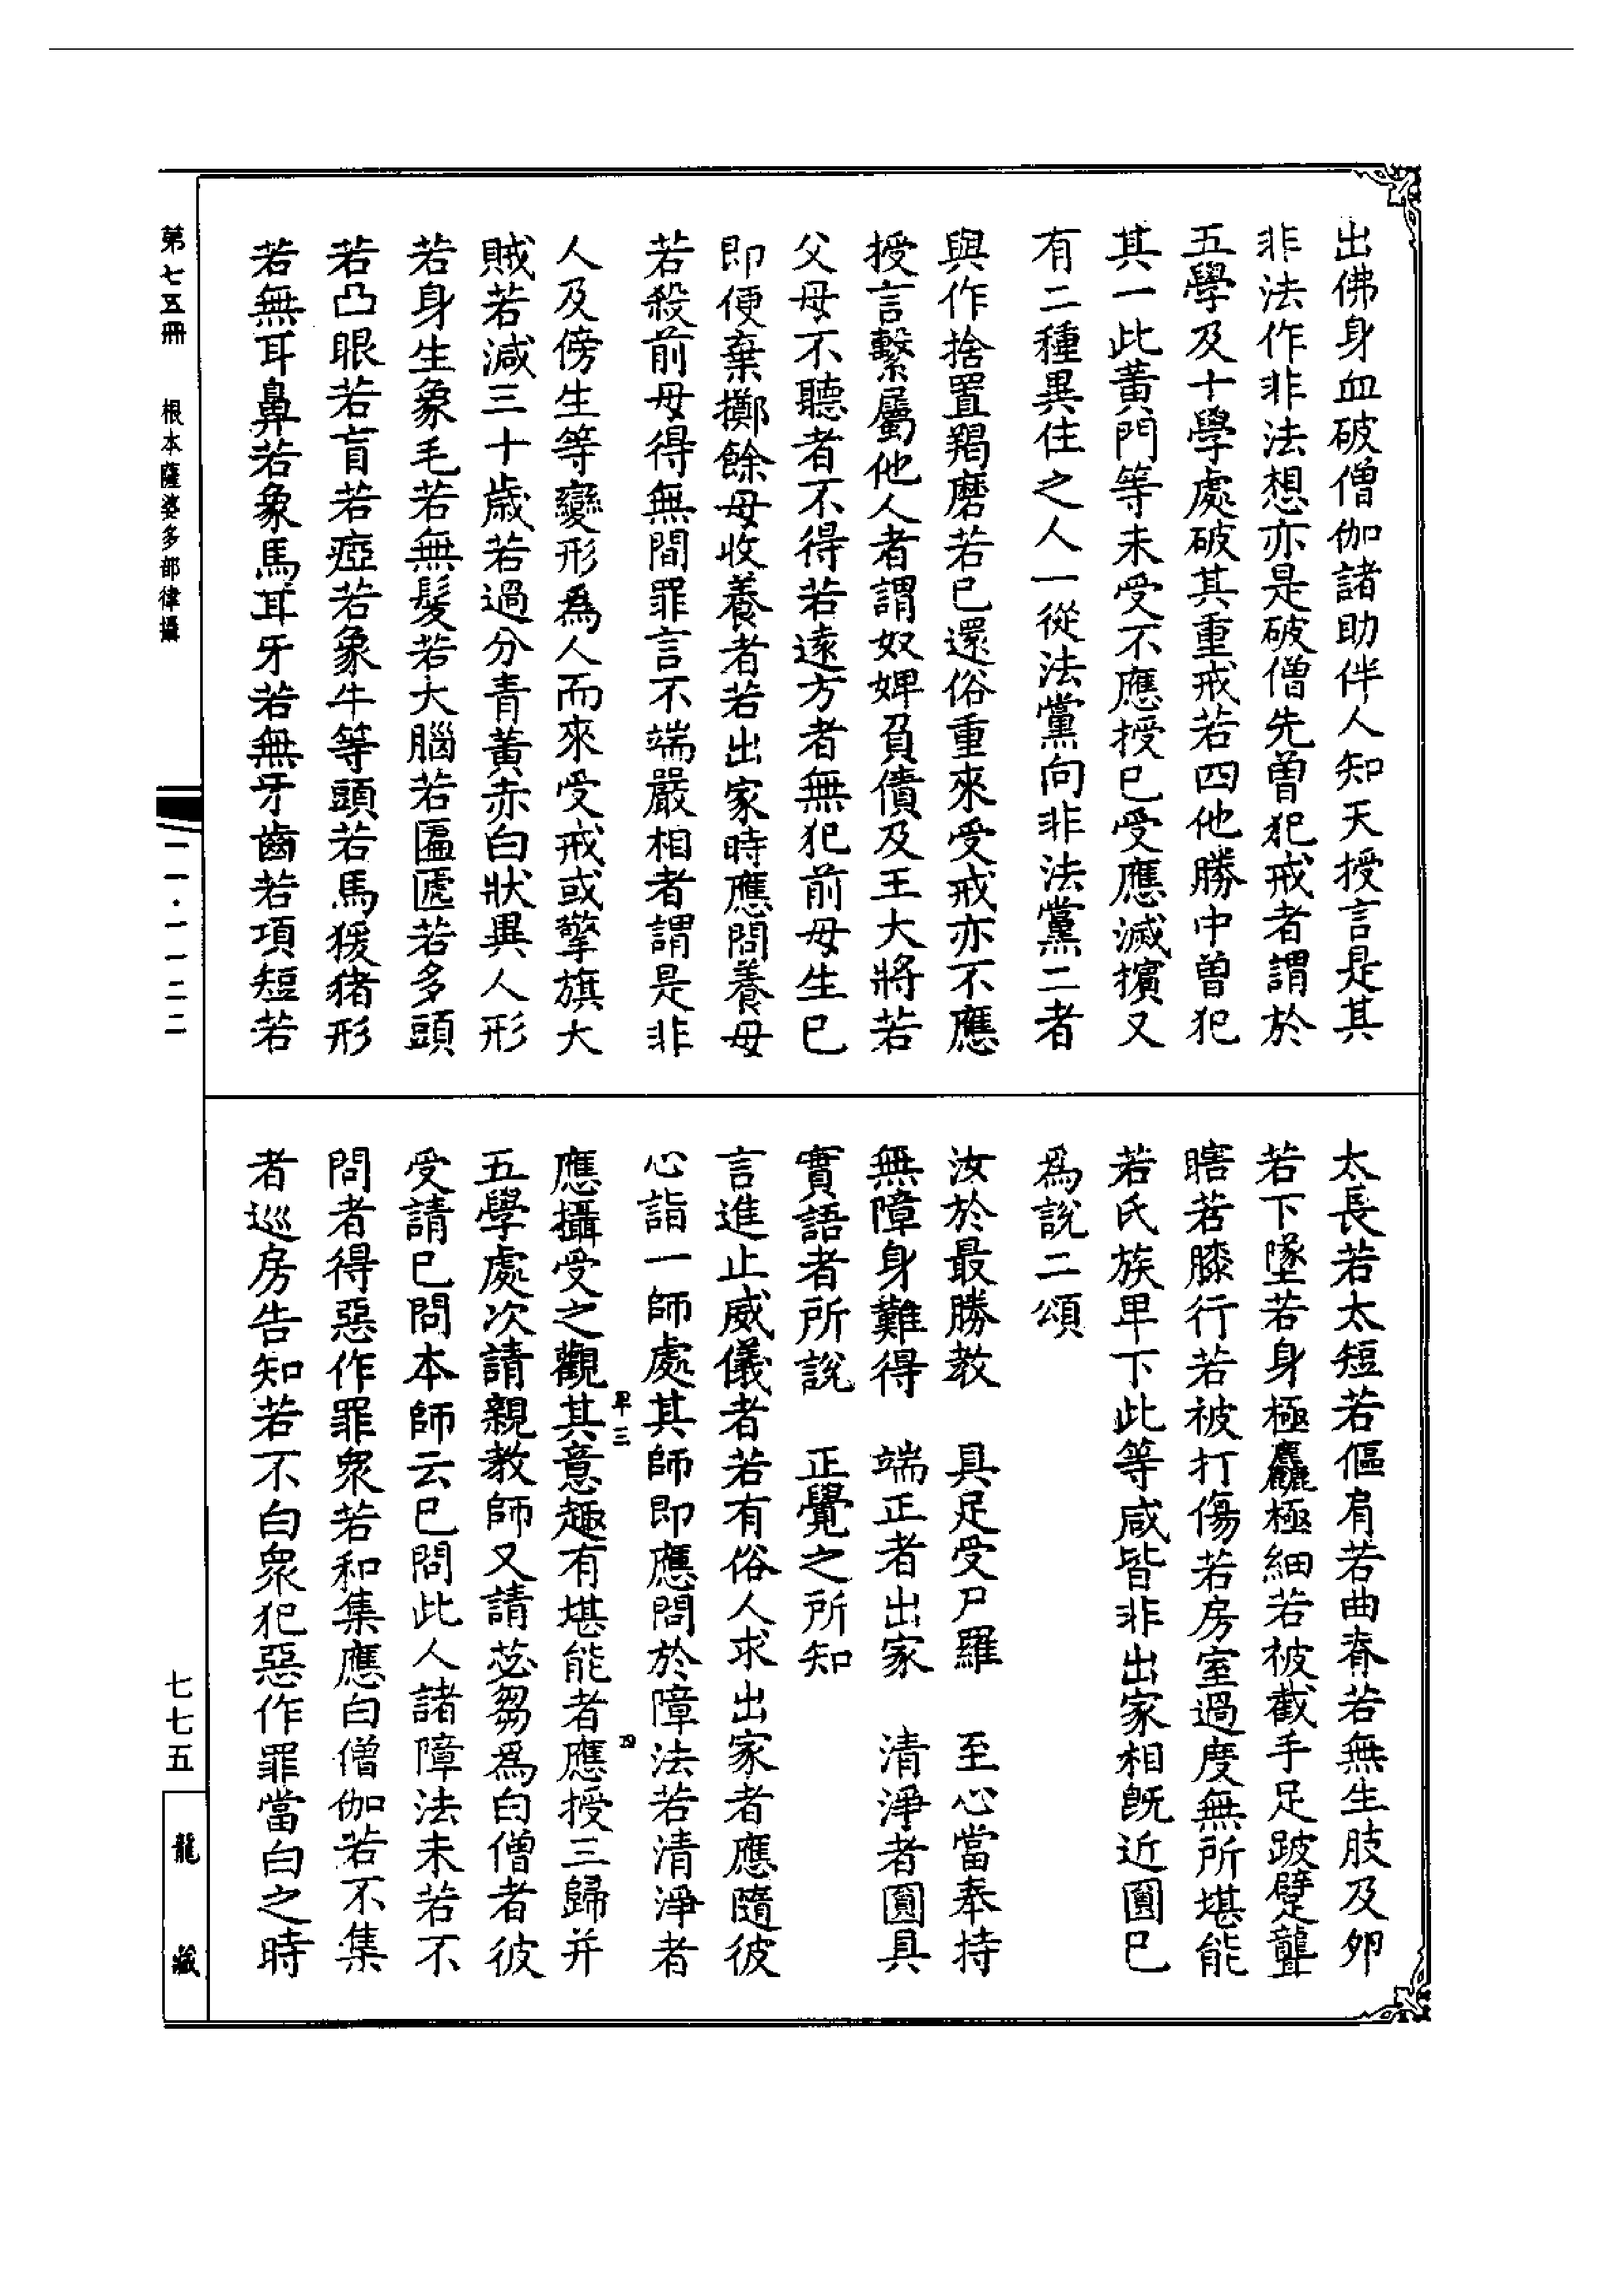 出佛身血破僧伽諸助伴人知天授言是其
非法作非法想亦是破僧先曾犯戒者謂於
五學及十學處破其重戒若四他勝中曾犯
其一此黃門等未受不應授已受應滅擯又
有二種異住之人一從法黨向非法黨二者
與作捨置羯磨若已還俗重來受戒亦不應
授言繫屬他人者謂奴婢負債及王大將若
父母不聽者不得若遠方者無犯前母生已
即便棄擲餘母收養者若出家時應問養母
若殺前母得無間罪言不端嚴相者謂是非
人及傍生等變形為人而來受戒或擎旗大
賊若減三十歲若過分青黃赤白狀異人形
若身生象毛若無髮若大腦若匾㔸若多頭
若凸眼若盲若瘂若象牛等頭若馬猨猪形
若無耳鼻若象馬耳牙若無牙齒若項短若
太長若太短若傴肩若曲脊若無生肢及卵
若下墜若身極麤極細若被截手足跛躄聾
瞎若膝行若被打傷若房室過度無所堪能
若氏族卑下此等咸皆非出家相既近圓已
為說二頌
汝於最勝教　具足受尸羅　至心當奉持
無障身難得　端正者出家　清淨者圓具
實語者所說　正覺之所知
言進止威儀者若有俗人求出家者應隨彼
心詣一師處其師即應問於障法若清淨者
應攝受之觀其意趣有堪能者應授三歸并
五學處次請親教師又請苾芻為白僧者彼
受請已問本師云已問此人諸障法未若不
問者得惡作罪眾若和集應白僧伽若不集
者巡房告知若不白眾犯惡作罪當白之時
卑三
四
第七五冊　根本薩婆多部律攝
一一·一一二二
七七五
龍藏